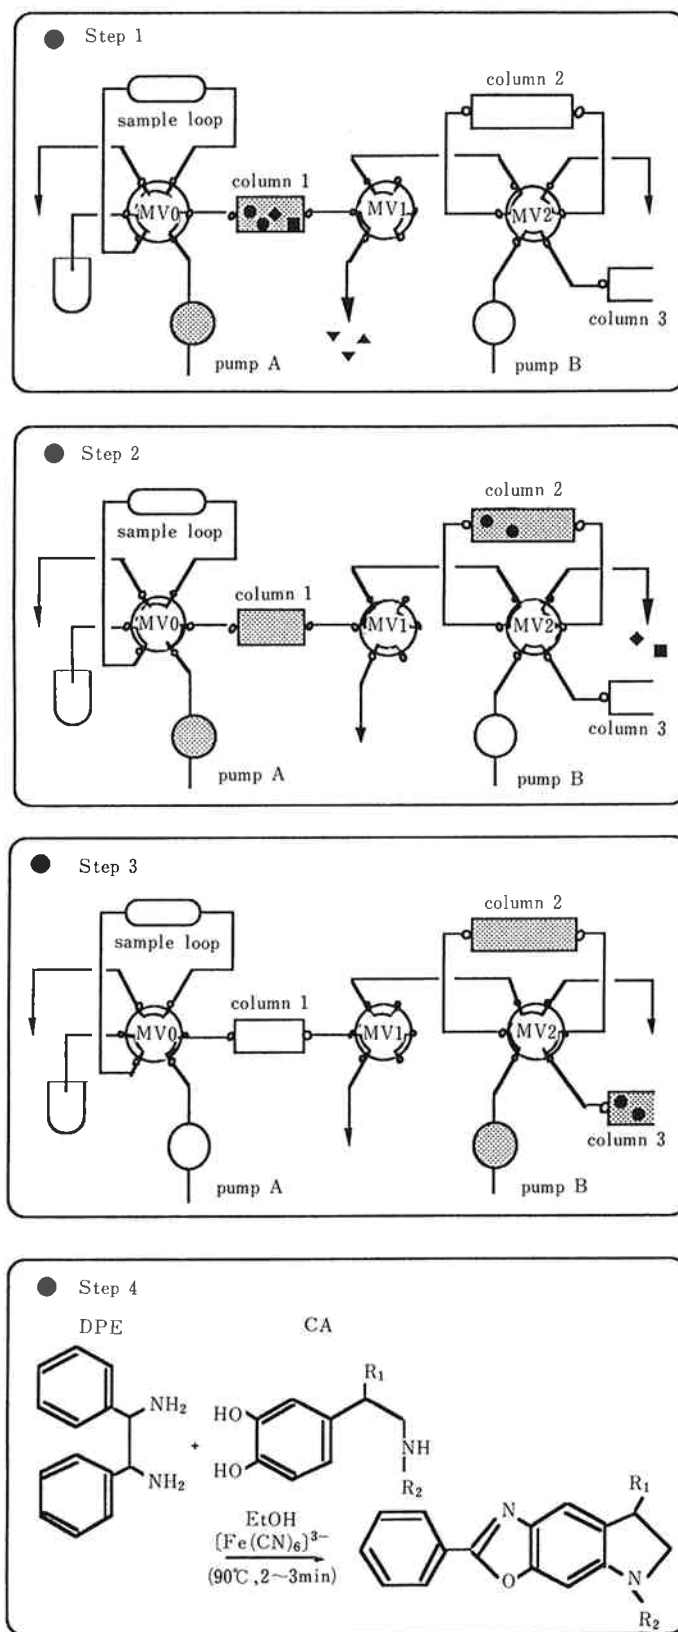 Step 1
column 2
sample loop
column 1
MV0
MV1
MV2
column 3
pump A
pump B
Step 2
column 2
sample loop
column 1
MV0
MV1
MV2
column 3
pump A
pump B
Step 3
column 2
sample loop
column 1
MV0
MV1
MV2
column 3
pump A
pump B
Step 4
DPE
CA
R₁
NH₂
HO
+
NH₂
HO
NH
R₂
EtOH
[Fe(CN)₆]³⁻
(90℃,2~3min)
R₁
N
O
N
R₂